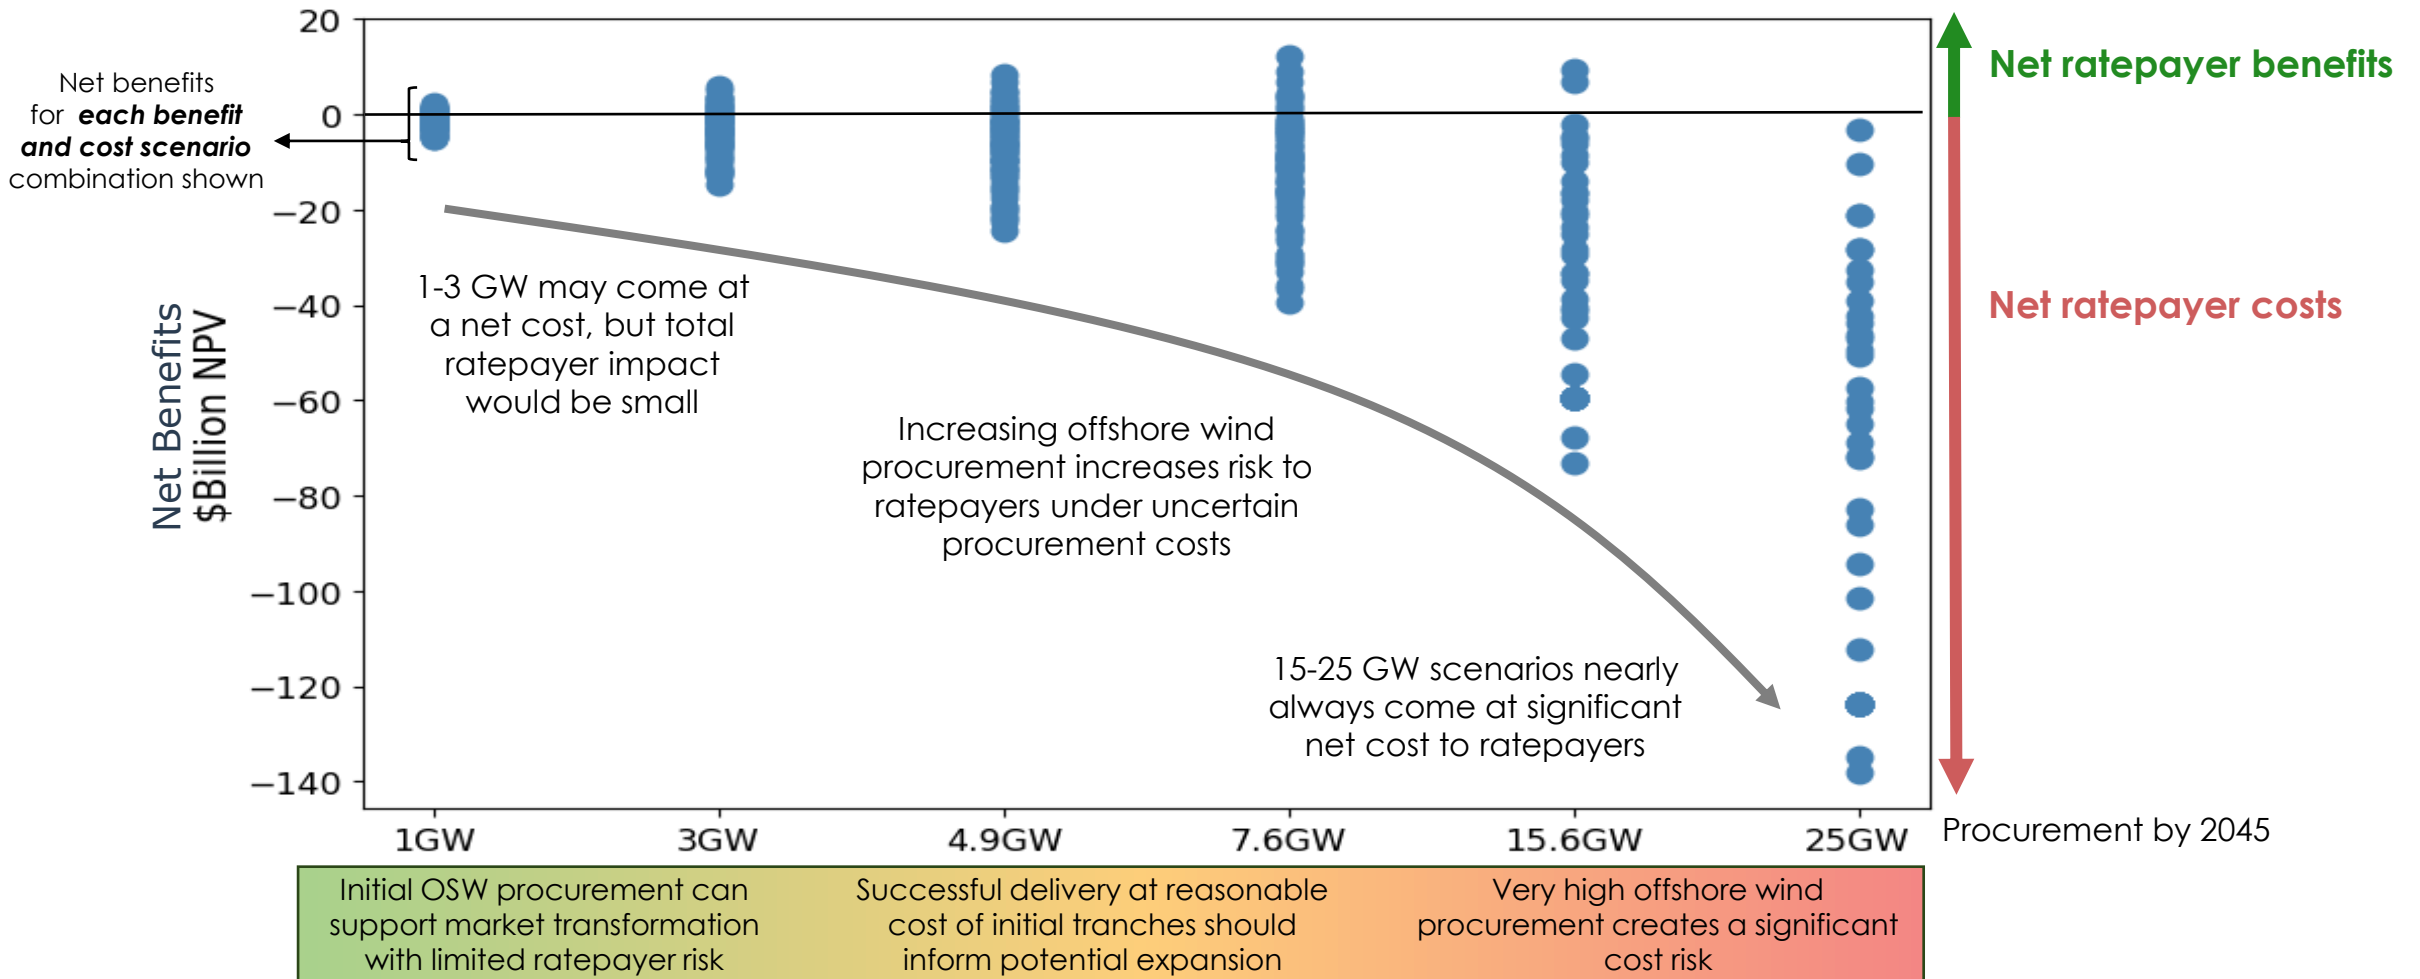 Net benefits
for each benefit
and cost scenario
combination shown
Net Benefits
$Billion NPV
20
0
−20
−40
−60
−80
−100
−120
−140
1-3 GW may come at
a net cost, but total
ratepayer impact
would be small
Increasing offshore wind
procurement increases risk to
ratepayers under uncertain
procurement costs
15-25 GW scenarios nearly
always come at significant
net cost to ratepayers
Net ratepayer benefits
Net ratepayer costs
1GW
3GW
4.9GW
7.6GW
15.6GW
25GW
Procurement by 2045
Initial OSW procurement can
support market transformation
with limited ratepayer risk
Successful delivery at reasonable
cost of initial tranches should
inform potential expansion
Very high offshore wind
procurement creates a significant
cost risk